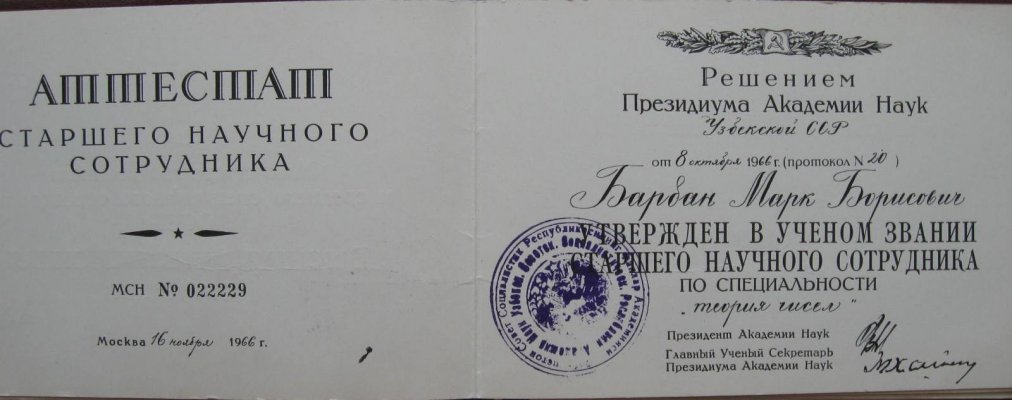 АТТЕСТАТ
СТАРШЕГО НАУЧНОГО
СОТРУДНИКА
МСН № 022229
Москва 16 ноября 1966 г.
Решением
Президиума Академии Наук
Узбекской ССР
от 8 октября 1966 г. (протокол N 20)
Барбан Марк Борисович
УТВЕРЖДЕН В УЧЕНОМ ЗВАНИИ
СТАРШЕГО НАУЧНОГО СОТРУДНИКА
ПО СПЕЦИАЛЬНОСТИ
„теория чисел"
Президент Академии Наук
Главный Ученый Секретарь
Президиума Академии Наук